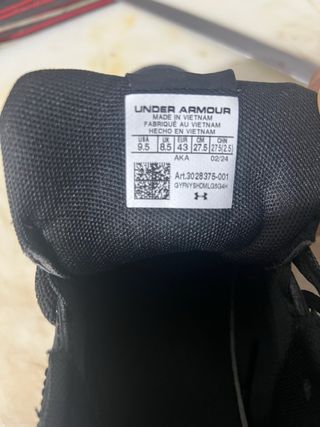 UNDER ARMOUR
MADE IN VIETNAM
FABRIQUÉ AU VIETNAM
HECHO EN VIETNAM
USA UK EUR CM CHN
9.5 8.5 43 27.5 275(2.5)
AKA 02/24
Art.3028375-001
GYFNYSHDMLQ5G4H